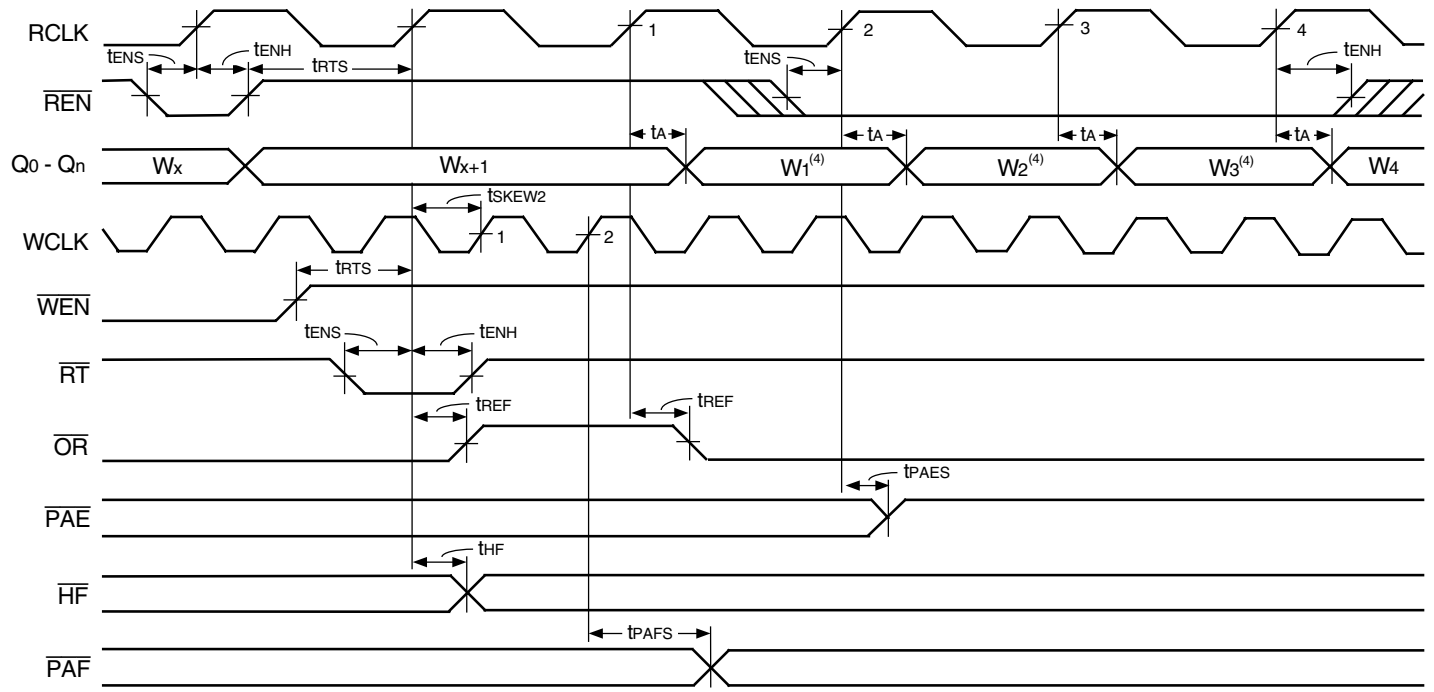 RCLK 1 2 3 4
tENS tENH tRTS tENS tENH
REN
tA tA tA tA
Q0 - Qn Wx Wx+1 W1(4) W2(4) W3(4) W4
tSKEW2
WCLK 1 2
tRTS
WEN
tENS tENH
RT
tREF tREF
OR
tPAES
PAE
tHF
HF
tPAFS
PAF